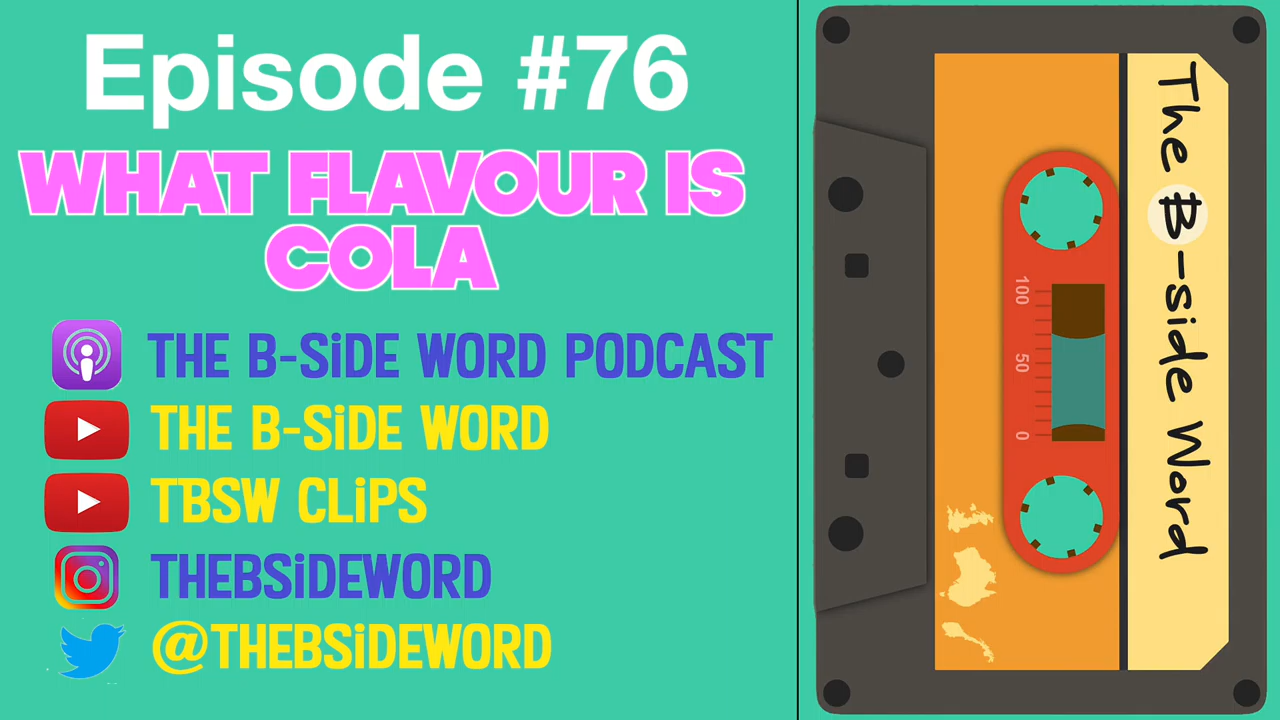 Episode #76
WHAT FLAVOUR IS
COLA
THE B-SiDE WORD PODCAST
THE B-SiDE WORD
TBSW CLiPS
THEBSiDEWORD
@THEBSiDEWORD
100
50
0
The B-side Word